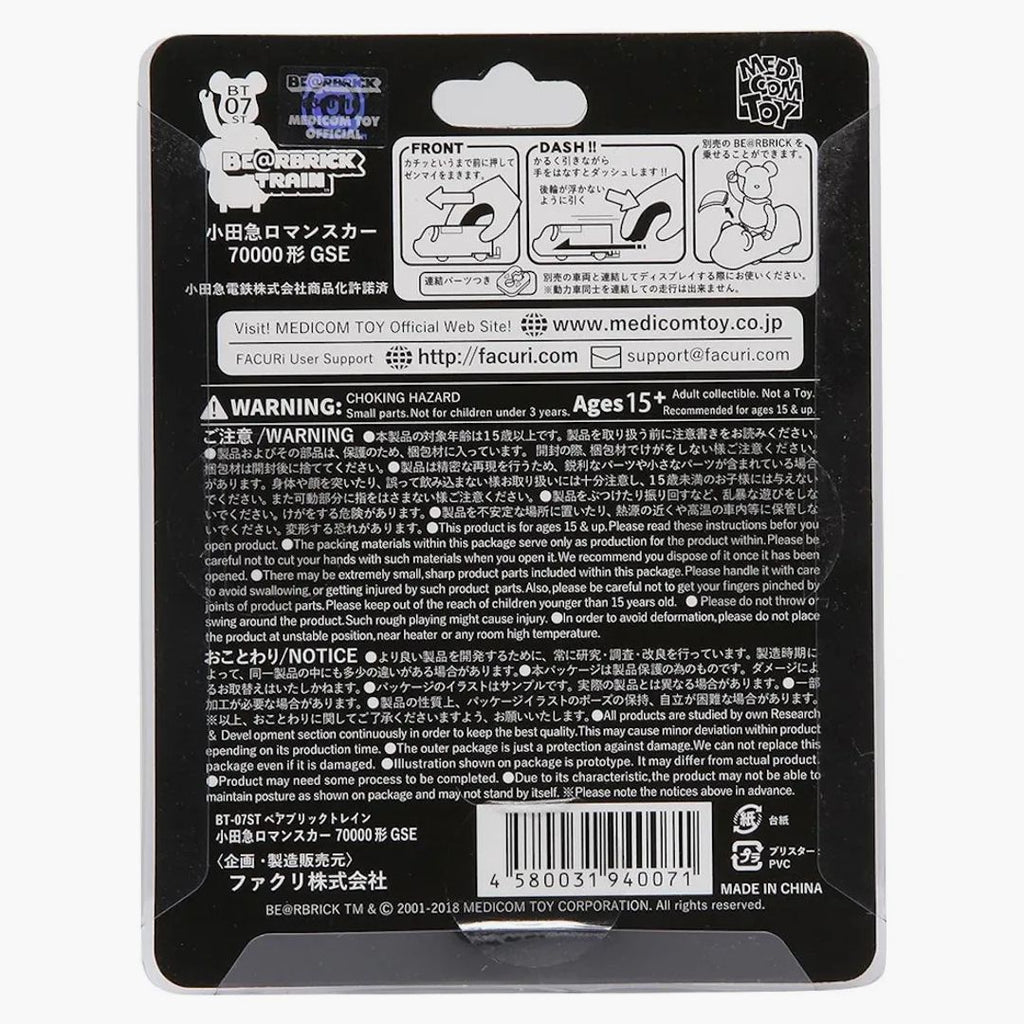 BT
07
ST
BE@RBRICK
MEDICOM TOY
OFFICIAL
MEDI
COM
TOY
BE@RBRICK
TRAIN
小田急ロマンスカー
70000形 GSE
小田急電鉄株式会社商品化許諾済
FRONT
カチッというまで前に押して
ゼンマイをまきます。
DASH!!
かるく引きながら
手をはなすとダッシュします!!
後輪が浮かない
ように引く
別売の BE@RBRICK を
乗せることができます。
連結パーツつき
別売の車両と連結してディスプレイする際にお使いください。
※動力車同士を連結しての走行は出来ません。
Visit! MEDICOM TOY Official Web Site! www.medicomtoy.co.jp
FACURi User Support http://facuri.com support@facuri.com
WARNING: CHOKING HAZARD
Small parts. Not for children under 3 years.
Ages 15+
Adult collectible. Not a Toy.
Recommended for ages 15 & up.
ご注意 /WARNING ●本製品の対象年齢は15歳以上です。製品を取り扱う前に注意書きをお読みください。
●製品およびその部品は、保護のため、梱包材に入っています。開封の際、梱包材でけがをしない様ご注意ください。
梱包材は開封後に捨ててください。●製品は精密な再現を行うため、鋭利なパーツや小さなパーツが含まれている場合
があります。身体や顔を突いたり、誤って飲み込まない様お取り扱いには十分注意し、15歳未満のお子様には与えない
でください。また可動部分に指をはさまない様ご注意ください。●製品をぶつけたり振り回すなど、乱暴な遊びをしな
いでください。けがをする危険があります。●製品を不安定な場所に置いたり、熱源の近くや高温の車内等に保管しな
いでください。変形する恐れがあります。●This product is for ages 15 & up. Please read these instructions befor you
open product. ●The packing materials within this package serve only as production for the product within. Please be
careful not to cut your hands with such materials when you open it. We recommend you dispose of it once it has been
opened. ●There may be extremely small, sharp product parts included within this package. Please handle it with care
to avoid swallowing, or getting injured by such product parts. Also, please be careful not to get your fingers pinched by
joints of product parts. Please keep out of the reach of children younger than 15 years old. ●Please do not throw or
swing around the product. Such rough playing might cause injury. ●In order to avoid deformation, please do not place
the product at unstable position, near heater or any room high temperature.
おことわり/NOTICE ●より良い製品を開発するために、常に研究・調査・改良を行っています。製造時期に
よって、同一製品の中にも多少の違いがある場合があります。●本パッケージは製品保護の為のものです。ダメージによ
るお取替えはいたしかねます。●パッケージのイラストはサンプルです。実際の製品とは異なる場合があります。●一部
加工が必要な場合があります。●製品の性質上、パッケージイラストのポーズの保持、自立が困難な場合があります。
※以上、おことわりに関してご了承くださいますよう、お願いいたします。●All products are studied by own Research
& Devel opment section continuously in order to keep the best quality. This may cause minor deviation within product
depending on its production time. ●The outer package is just a protection against damage. We can not replace this
package even if it is damaged. ●Illustration shown on package is prototype. It may differ from actual product.
●Product may need some process to be completed. ●Due to its characteristic, the product may not be able to
maintain posture as shown on package and may not stand by itself. ※Please note the notices above in advance.
BT-07ST ベアブリックトレイン
小田急ロマンスカー 70000形 GSE
〈企画・製造販売元〉
ファクリ株式会社
4 580031 940071
紙 台紙
プラ ブリスター:
PVC
MADE IN CHINA
BE@RBRICK TM & © 2001-2018 MEDICOM TOY CORPORATION. All rights reserved.